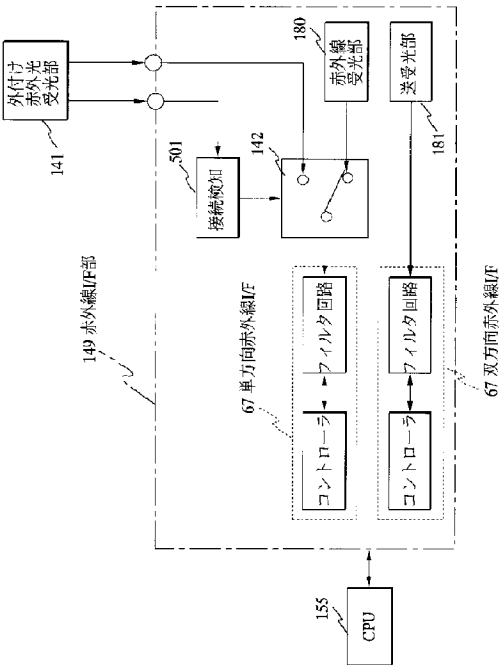 外付け
赤外光
受光部
141
180
赤外線
受光部
送受光部
181
501
接続検知
142
149 赤外線I/F部
67 単方向赤外線I/F
フィルタ回路
コントローラ
フィルタ回路
コントローラ
67 双方向赤外線I/F
155
CPU